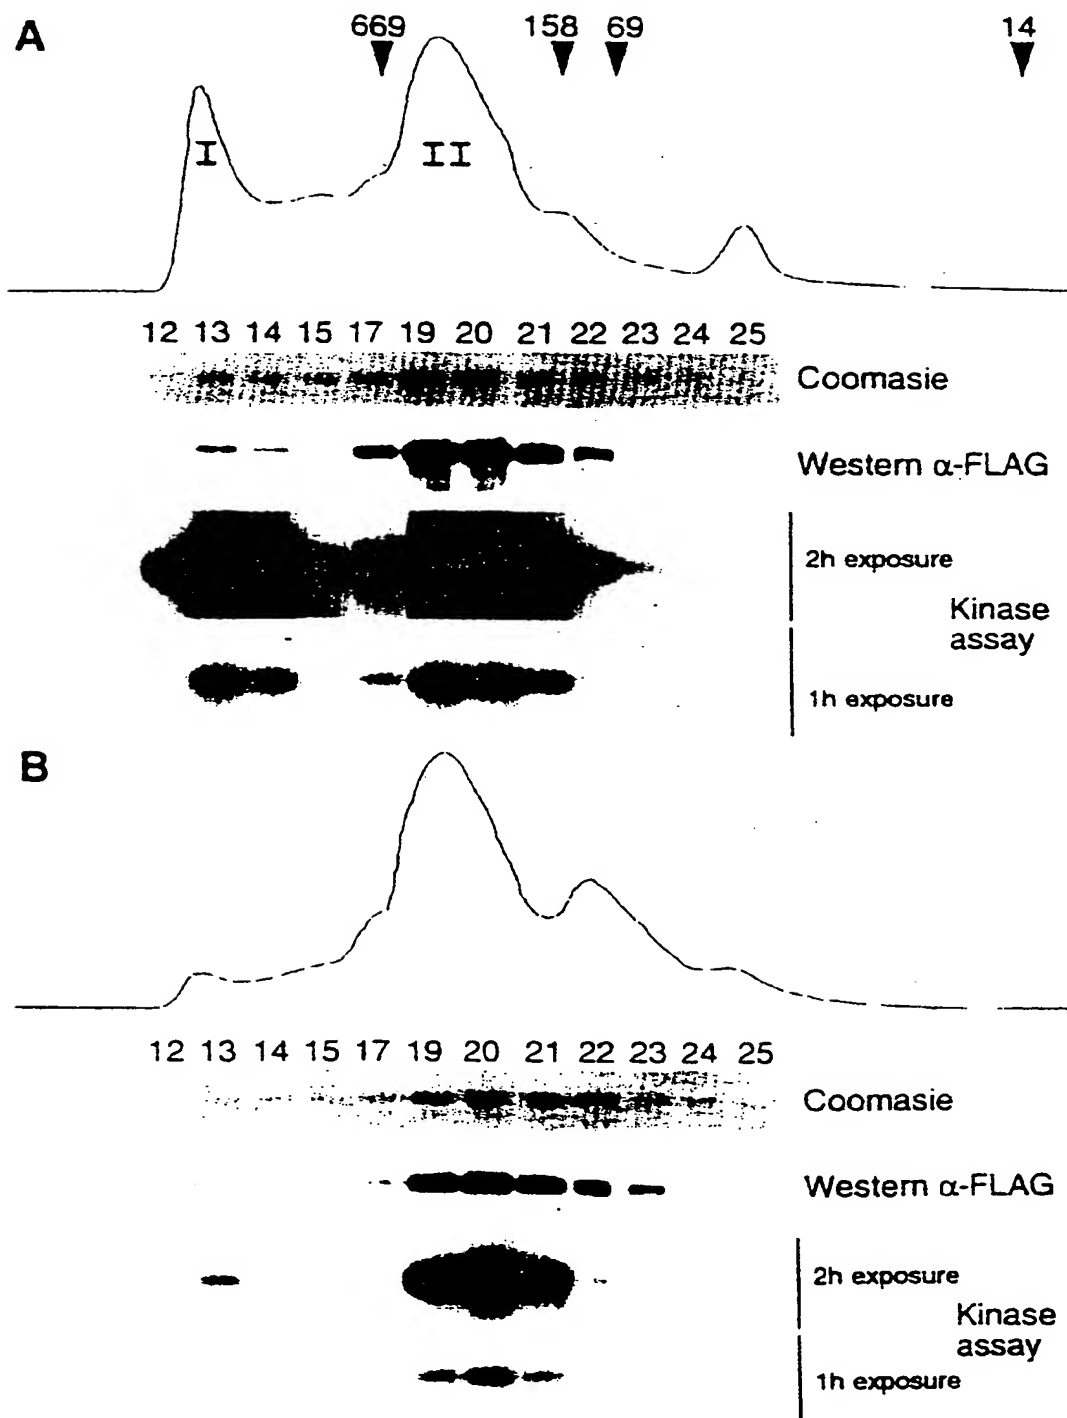 A
669 158 69 14
I II
12 13 14 15 17 19 20 21 22 23 24 25
Coomasie
Western α-FLAG
2h exposure
Kinase
assay
1h exposure
B
12 13 14 15 17 19 20 21 22 23 24 25
Coomasie
Western α-FLAG
2h exposure
Kinase
assay
1h exposure